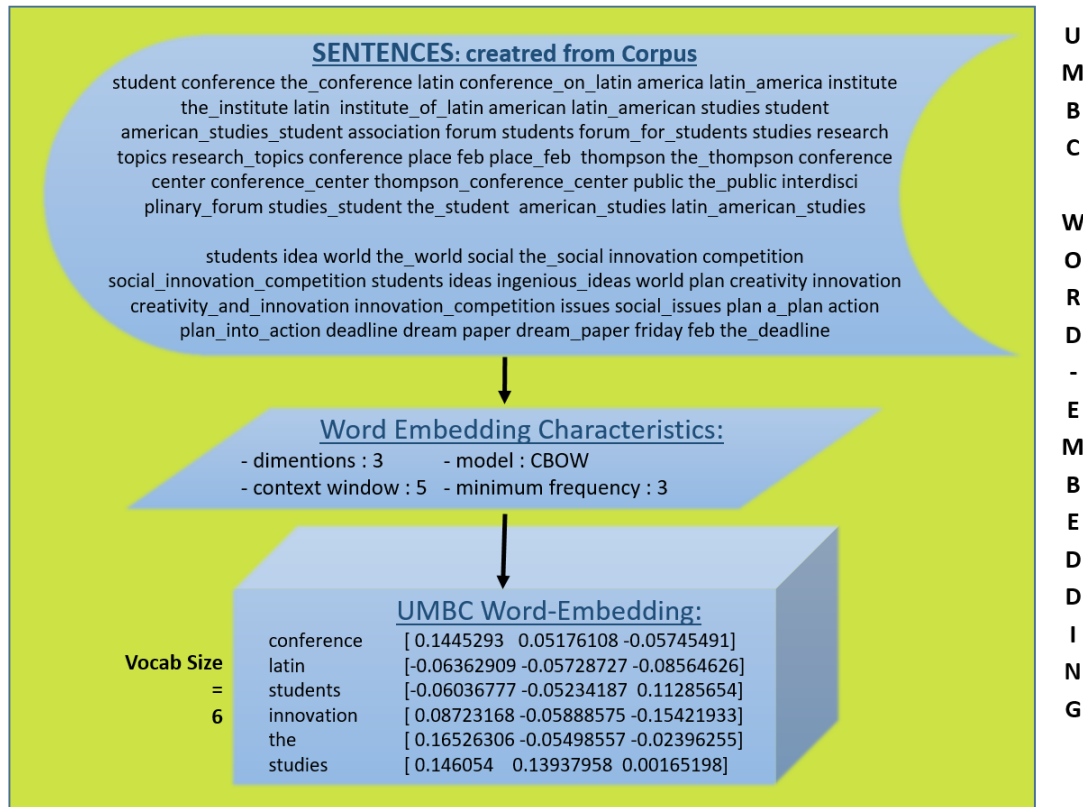 SENTENCES: creatred from Corpus
student conference the_conference latin conference_on_latin america latin_america institute
the_institute latin institute_of_latin american latin_american studies student
american_studies_student association forum students forum_for_students studies research
topics research_topics conference place feb place_feb thompson the_thompson conference
center conference_center thompson_conference_center public the_public interdisci
plinary_forum studies_student the_student american_studies latin_american_studies
students idea world the_world social the_social innovation competition
social_innovation_competition students ideas ingenious_ideas world plan creativity innovation
creativity_and_innovation innovation_competition issues social_issues plan a_plan action
plan_into_action deadline dream paper dream_paper friday feb the_deadline
Word Embedding Characteristics:
- dimentions : 3 - model : CBOW
- context window : 5 - minimum frequency : 3
UMBC Word-Embedding:
conference [ 0.1445293 0.05176108 -0.05745491]
latin [-0.06362909 -0.05728727 -0.08564626]
students [-0.06036777 -0.05234187 0.11285654]
innovation [ 0.08723168 -0.05888575 -0.15421933]
the [ 0.16526306 -0.05498557 -0.02396255]
studies [ 0.146054 0.13937958 0.00165198]
Vocab Size
=
6
UMBC WORD-EMBEDDING